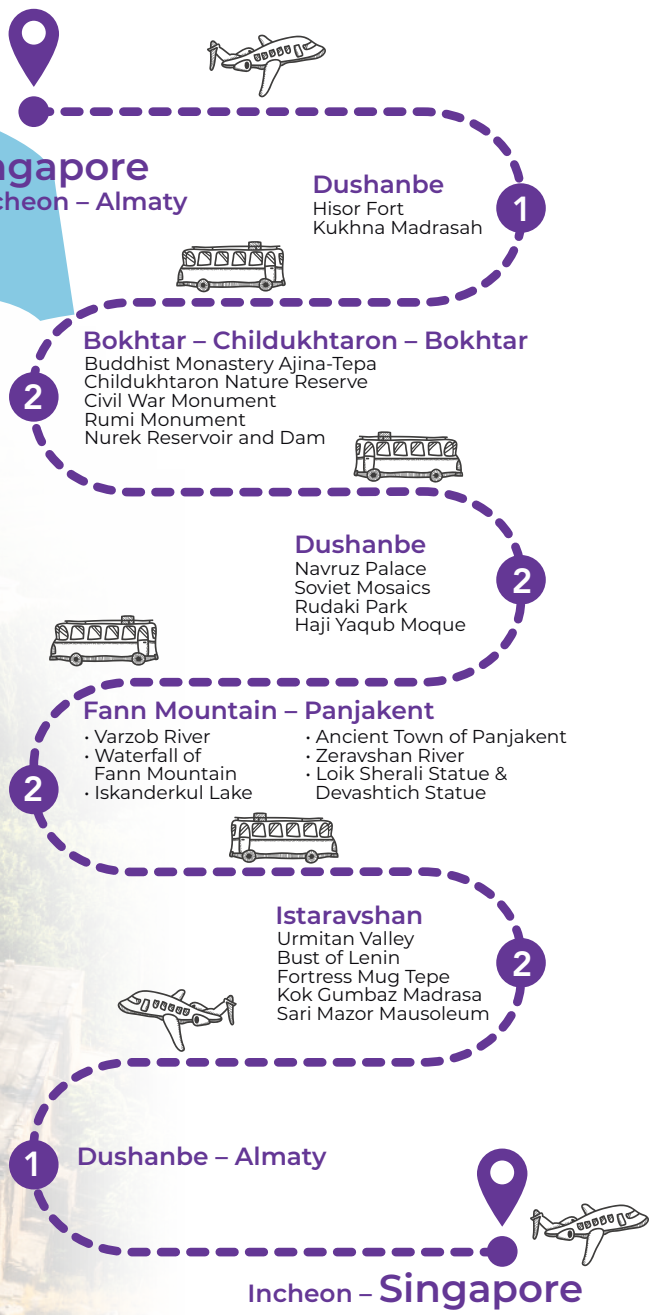 ngapore
cheon – Almaty
Dushanbe
Hisor Fort
Kukhna Madrasah
1
Bokhtar – Childukhtaron – Bokhtar
Buddhist Monastery Ajina-Tepa
Childukhtaron Nature Reserve
Civil War Monument
Rumi Monument
Nurek Reservoir and Dam
2
Dushanbe
Navruz Palace
Soviet Mosaics
Rudaki Park
Haji Yaqub Moque
2
Fann Mountain – Panjakent
· Varzob River
· Waterfall of
Fann Mountain
· Iskanderkul Lake
· Ancient Town of Panjakent
· Zeravshan River
· Loik Sherali Statue &
Devashtich Statue
2
Istaravshan
Urmitan Valley
Bust of Lenin
Fortress Mug Tepe
Kok Gumbaz Madrasa
Sari Mazor Mausoleum
2
1
Dushanbe – Almaty
Incheon – Singapore